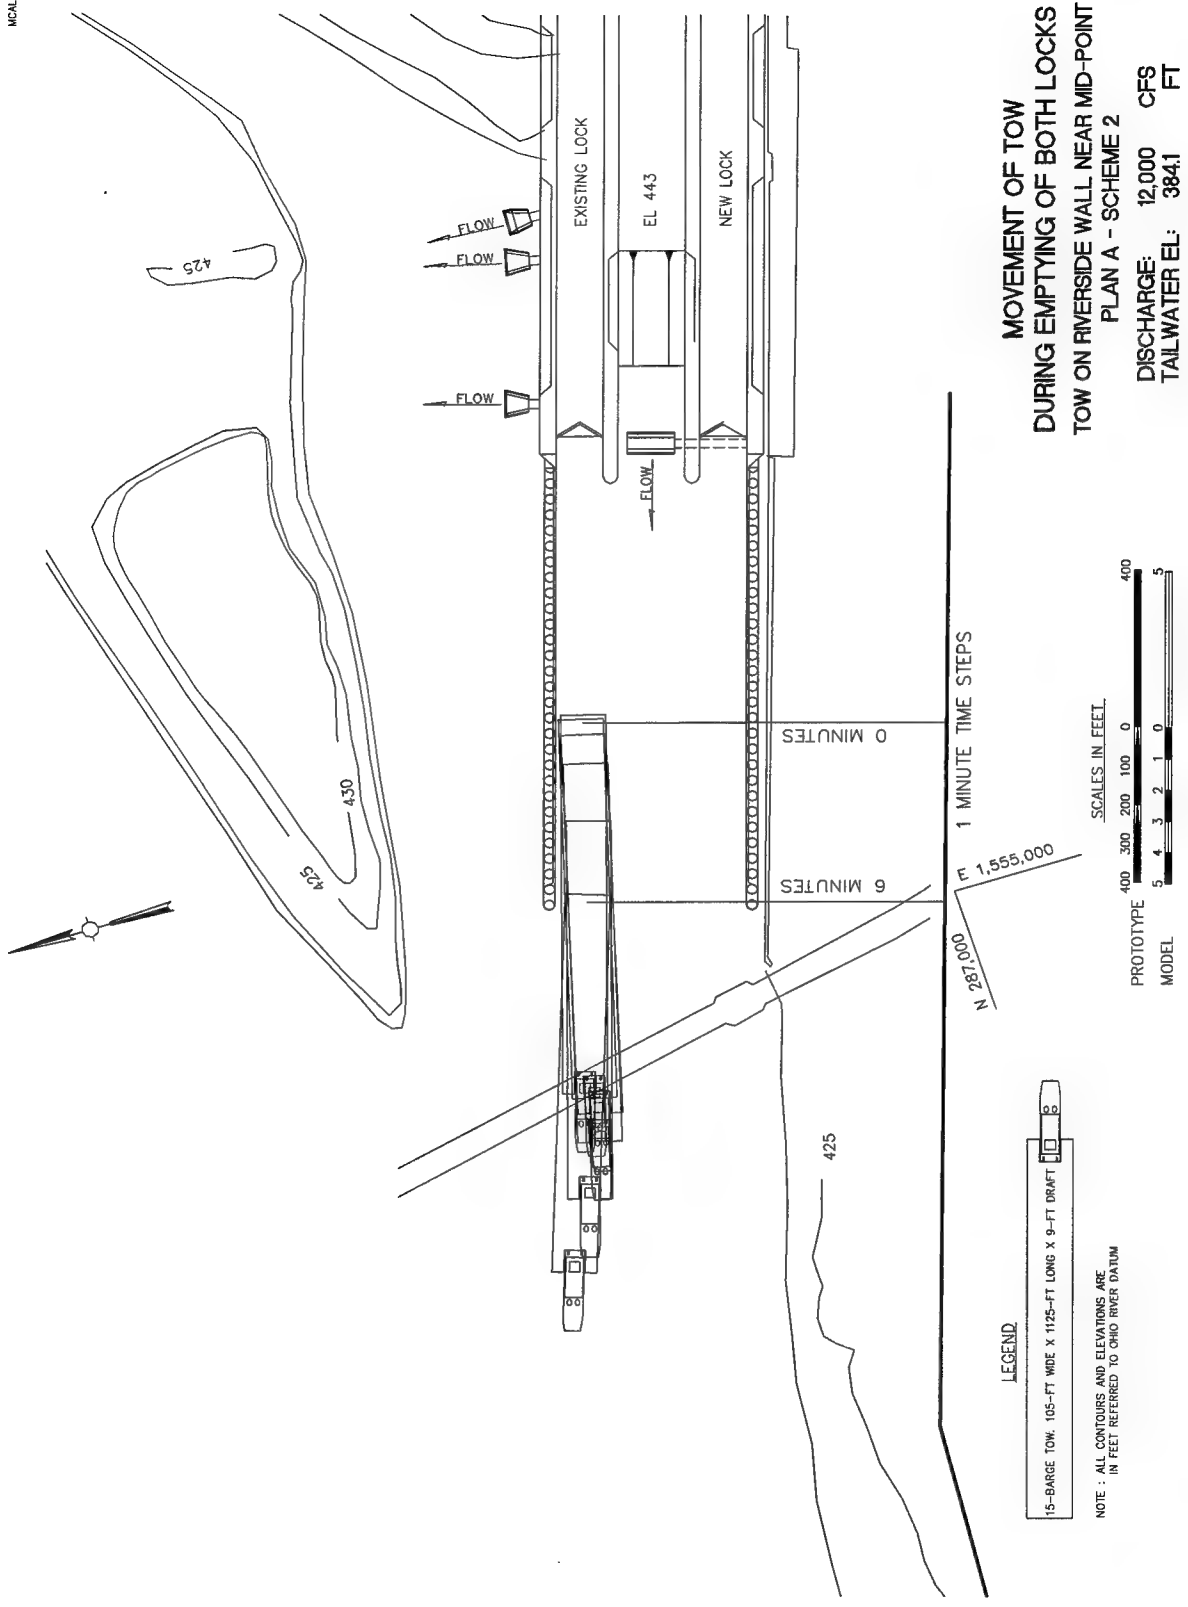 MCAL
425
FLOW
FLOW
FLOW
EXISTING LOCK
EL 443
NEW LOCK
FLOW
430
425
0 MINUTES
6 MINUTES
1 MINUTE TIME STEPS
E 1,555,000
N 287,000
425
MOVEMENT OF TOW
DURING EMPTYING OF BOTH LOCKS
TOW ON RIVERSIDE WALL NEAR MID-POINT
PLAN A - SCHEME 2
DISCHARGE: 12,000 CFS
TAILWATER EL: 384.1 FT
SCALES IN FEET
PROTOTYPE 400 300 200 100 0 400
MODEL 5 4 3 2 1 0 5
LEGEND
15-BARGE TOW, 105-FT WIDE X 1125-FT LONG X 9-FT DRAFT
NOTE : ALL CONTOURS AND ELEVATIONS ARE
IN FEET REFERRED TO OHIO RIVER DATUM